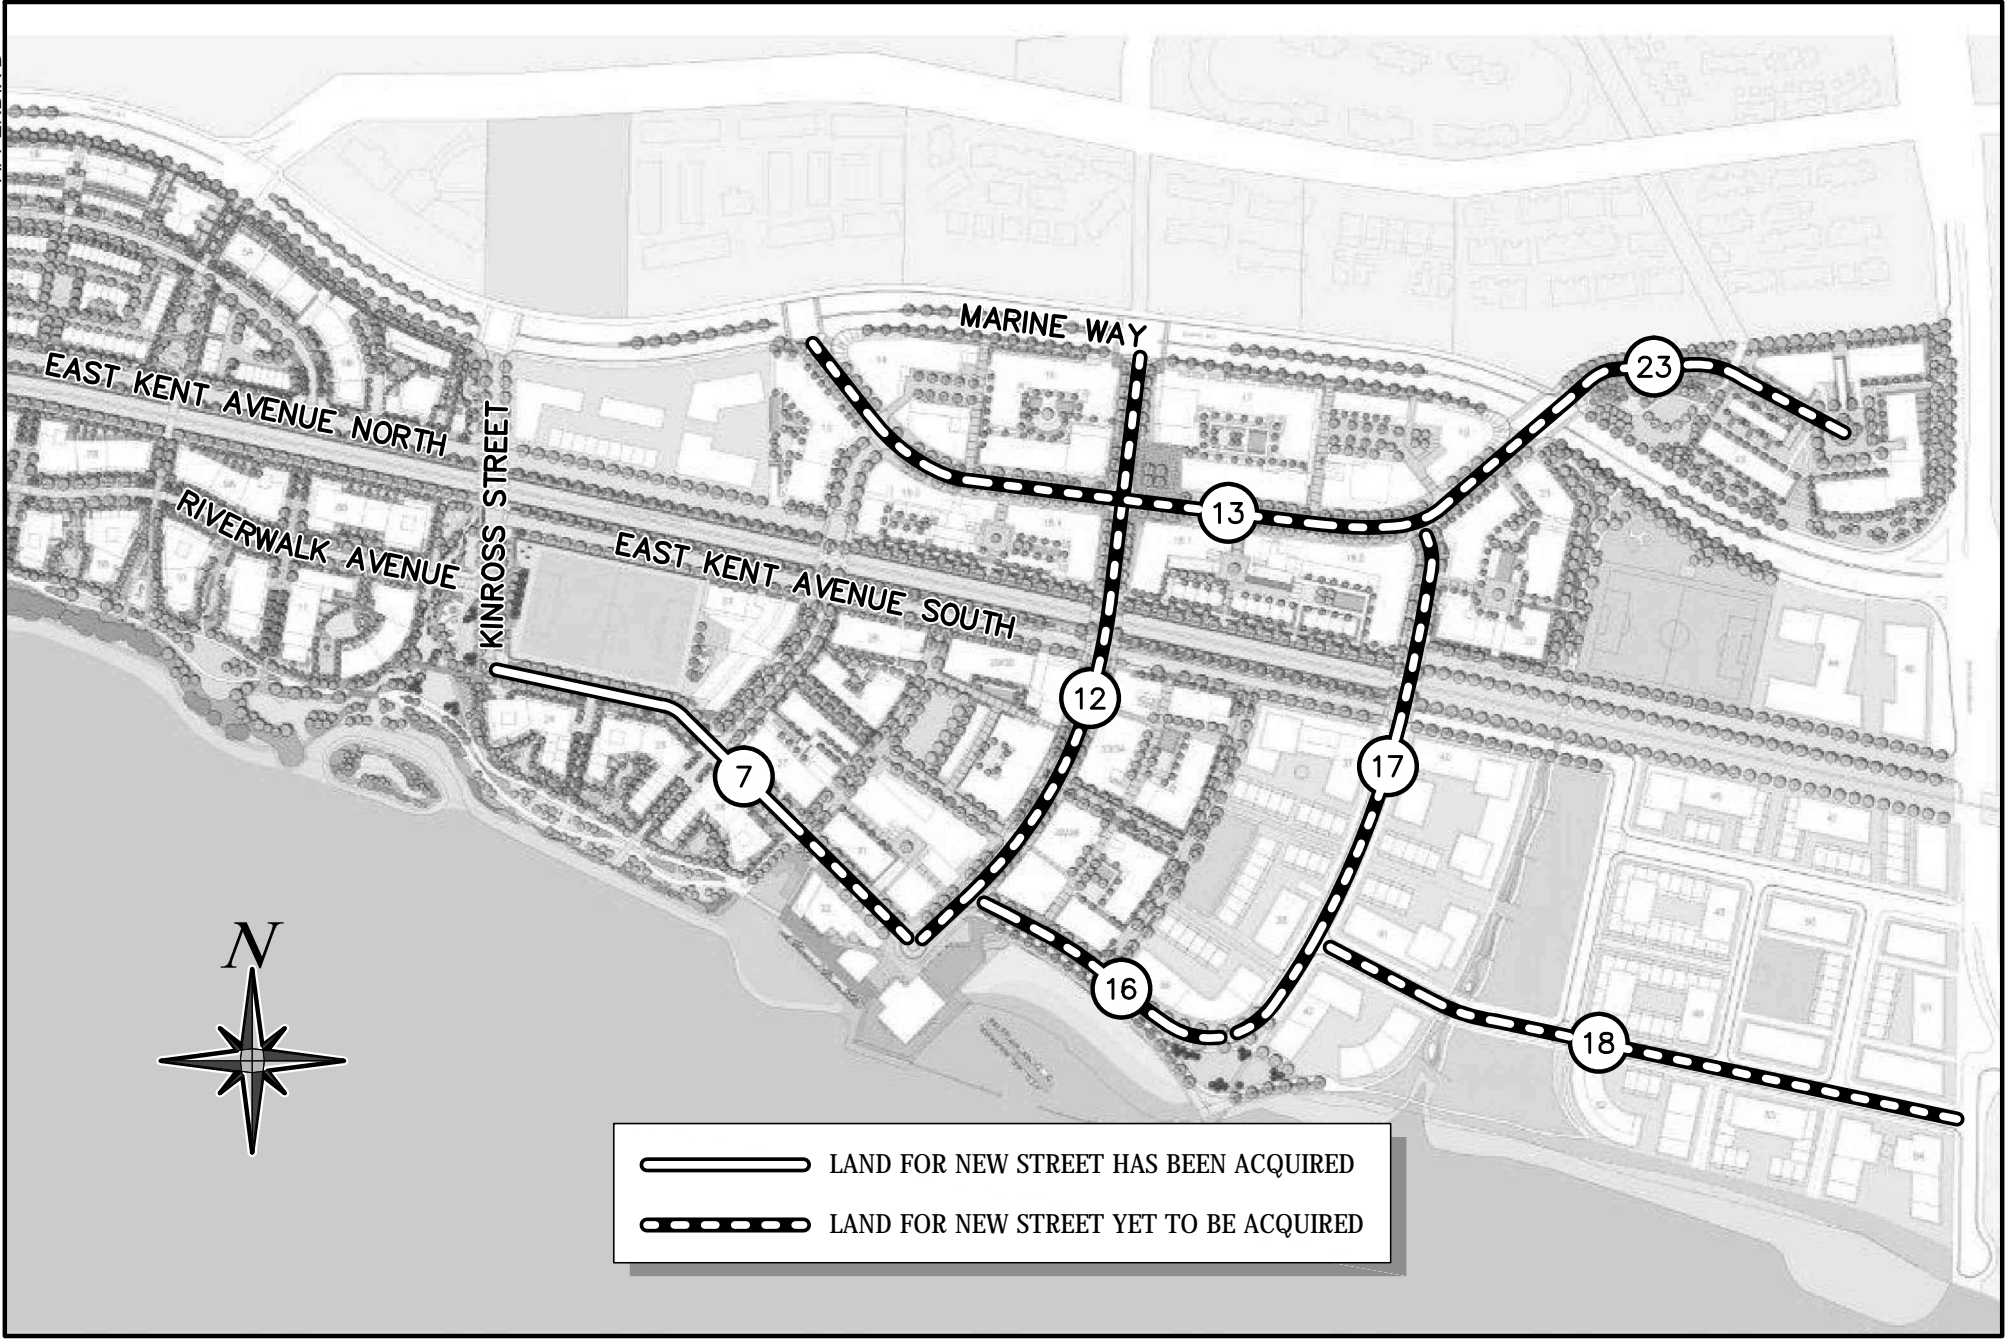 MARINE WAY
23
EAST KENT AVENUE NORTH
KINROSS STREET
13
RIVERWALK AVENUE
EAST KENT AVENUE SOUTH
12
17
7
16
18
N
LAND FOR NEW STREET HAS BEEN ACQUIRED
LAND FOR NEW STREET YET TO BE ACQUIRED